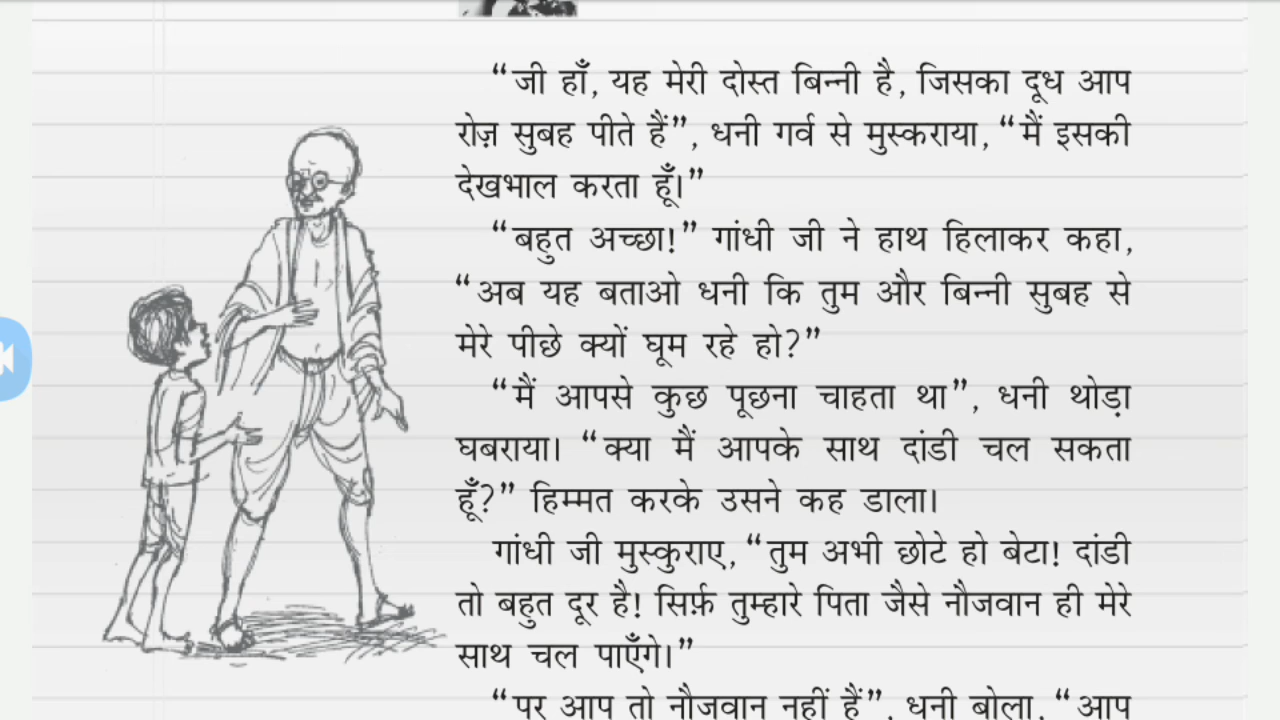 “जी हाँ, यह मेरी दोस्त बिन्नी है, जिसका दूध आप
रोज़ सुबह पीते हैं”, धनी गर्व से मुस्कराया, “मैं इसकी
देखभाल करता हूँ।”
“बहुत अच्छा!” गांधी जी ने हाथ हिलाकर कहा,
“अब यह बताओ धनी कि तुम और बिन्नी सुबह से
मेरे पीछे क्यों घूम रहे हो?”
“मैं आपसे कुछ पूछना चाहता था”, धनी थोड़ा
घबराया। “क्या मैं आपके साथ दांडी चल सकता
हूँ?” हिम्मत करके उसने कह डाला।
गांधी जी मुस्कुराए, “तुम अभी छोटे हो बेटा! दांडी
तो बहुत दूर है! सिर्फ़ तुम्हारे पिता जैसे नौजवान ही मेरे
साथ चल पाएँगे।”
“पर आप तो नौजवान नहीं हैं”, धनी बोला, “आप